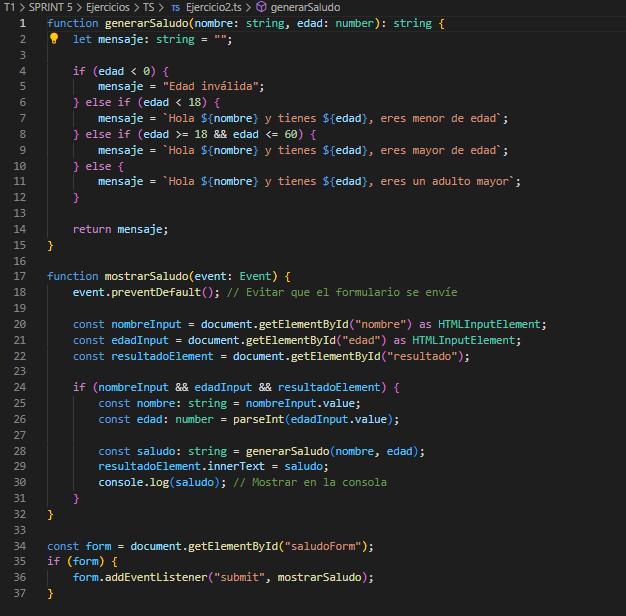 T1 > SPRINT 5 > Ejercicios > TS > TS Ejercicio2.ts > generarSaludo
1 function generarSaludo(nombre: string, edad: number): string {
2 let mensaje: string = "";
3
4 if (edad < 0) {
5 mensaje = "Edad inválida";
6 } else if (edad < 18) {
7 mensaje = `Hola ${nombre} y tienes ${edad}, eres menor de edad`;
8 } else if (edad >= 18 && edad <= 60) {
9 mensaje = `Hola ${nombre} y tienes ${edad}, eres mayor de edad`;
10 } else {
11 mensaje = `Hola ${nombre} y tienes ${edad}, eres un adulto mayor`;
12 }
13
14 return mensaje;
15 }
16
17 function mostrarSaludo(event: Event) {
18 event.preventDefault(); // Evitar que el formulario se envíe
19
20 const nombreInput = document.getElementById("nombre") as HTMLInputElement;
21 const edadInput = document.getElementById("edad") as HTMLInputElement;
22 const resultadoElement = document.getElementById("resultado");
23
24 if (nombreInput && edadInput && resultadoElement) {
25 const nombre: string = nombreInput.value;
26 const edad: number = parseInt(edadInput.value);
27
28 const saludo: string = generarSaludo(nombre, edad);
29 resultadoElement.innerText = saludo;
30 console.log(saludo); // Mostrar en la consola
31 }
32 }
33
34 const form = document.getElementById("saludoForm");
35 if (form) {
36 form.addEventListener("submit", mostrarSaludo);
37 }